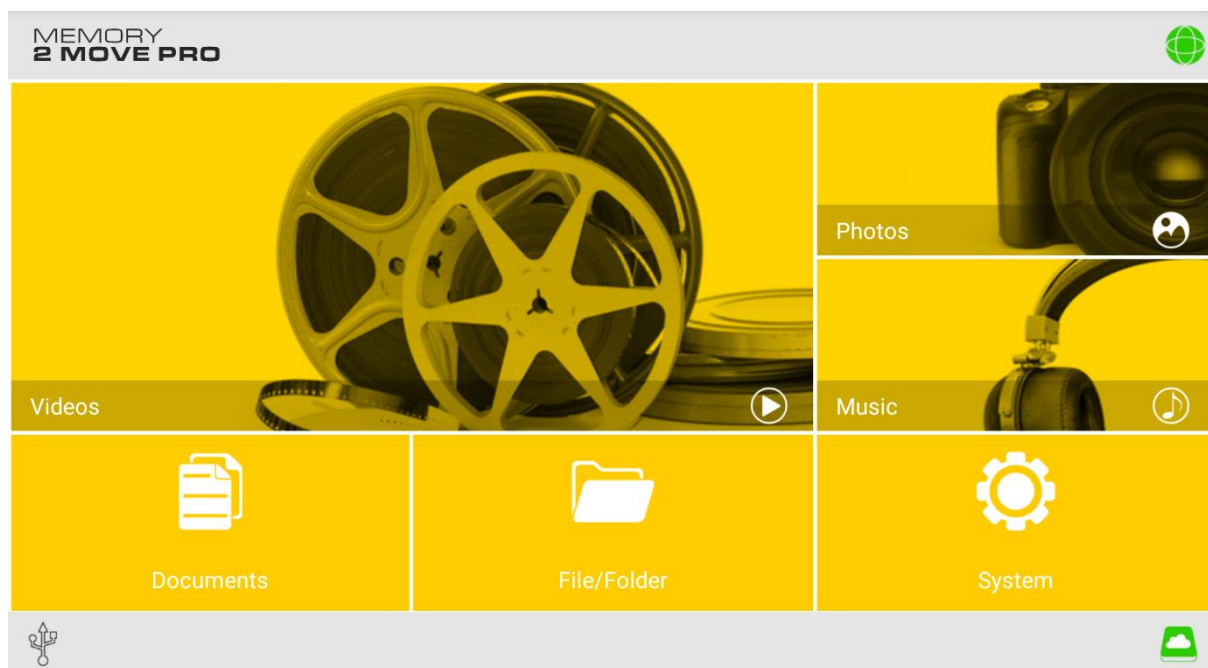 MEMORY
2 MOVE PRO
Photos
Videos
Music
Documents
File/Folder
System